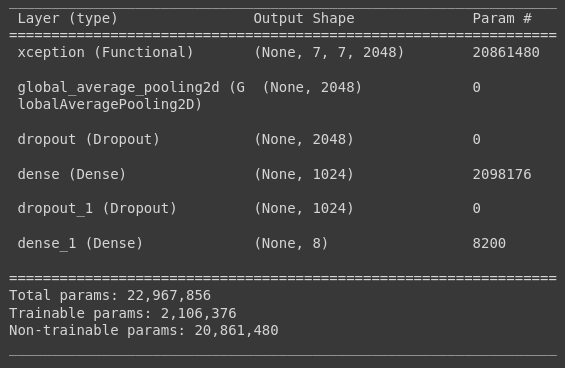 Layer (type) Output Shape Param #
xception (Functional) (None, 7, 7, 2048) 20861480
global_average_pooling2d (G (None, 2048) 0
lobalAveragePooling2D)
dropout (Dropout) (None, 2048) 0
dense (Dense) (None, 1024) 2098176
dropout_1 (Dropout) (None, 1024) 0
dense_1 (Dense) (None, 8) 8200
Total params: 22,967,856
Trainable params: 2,106,376
Non-trainable params: 20,861,480